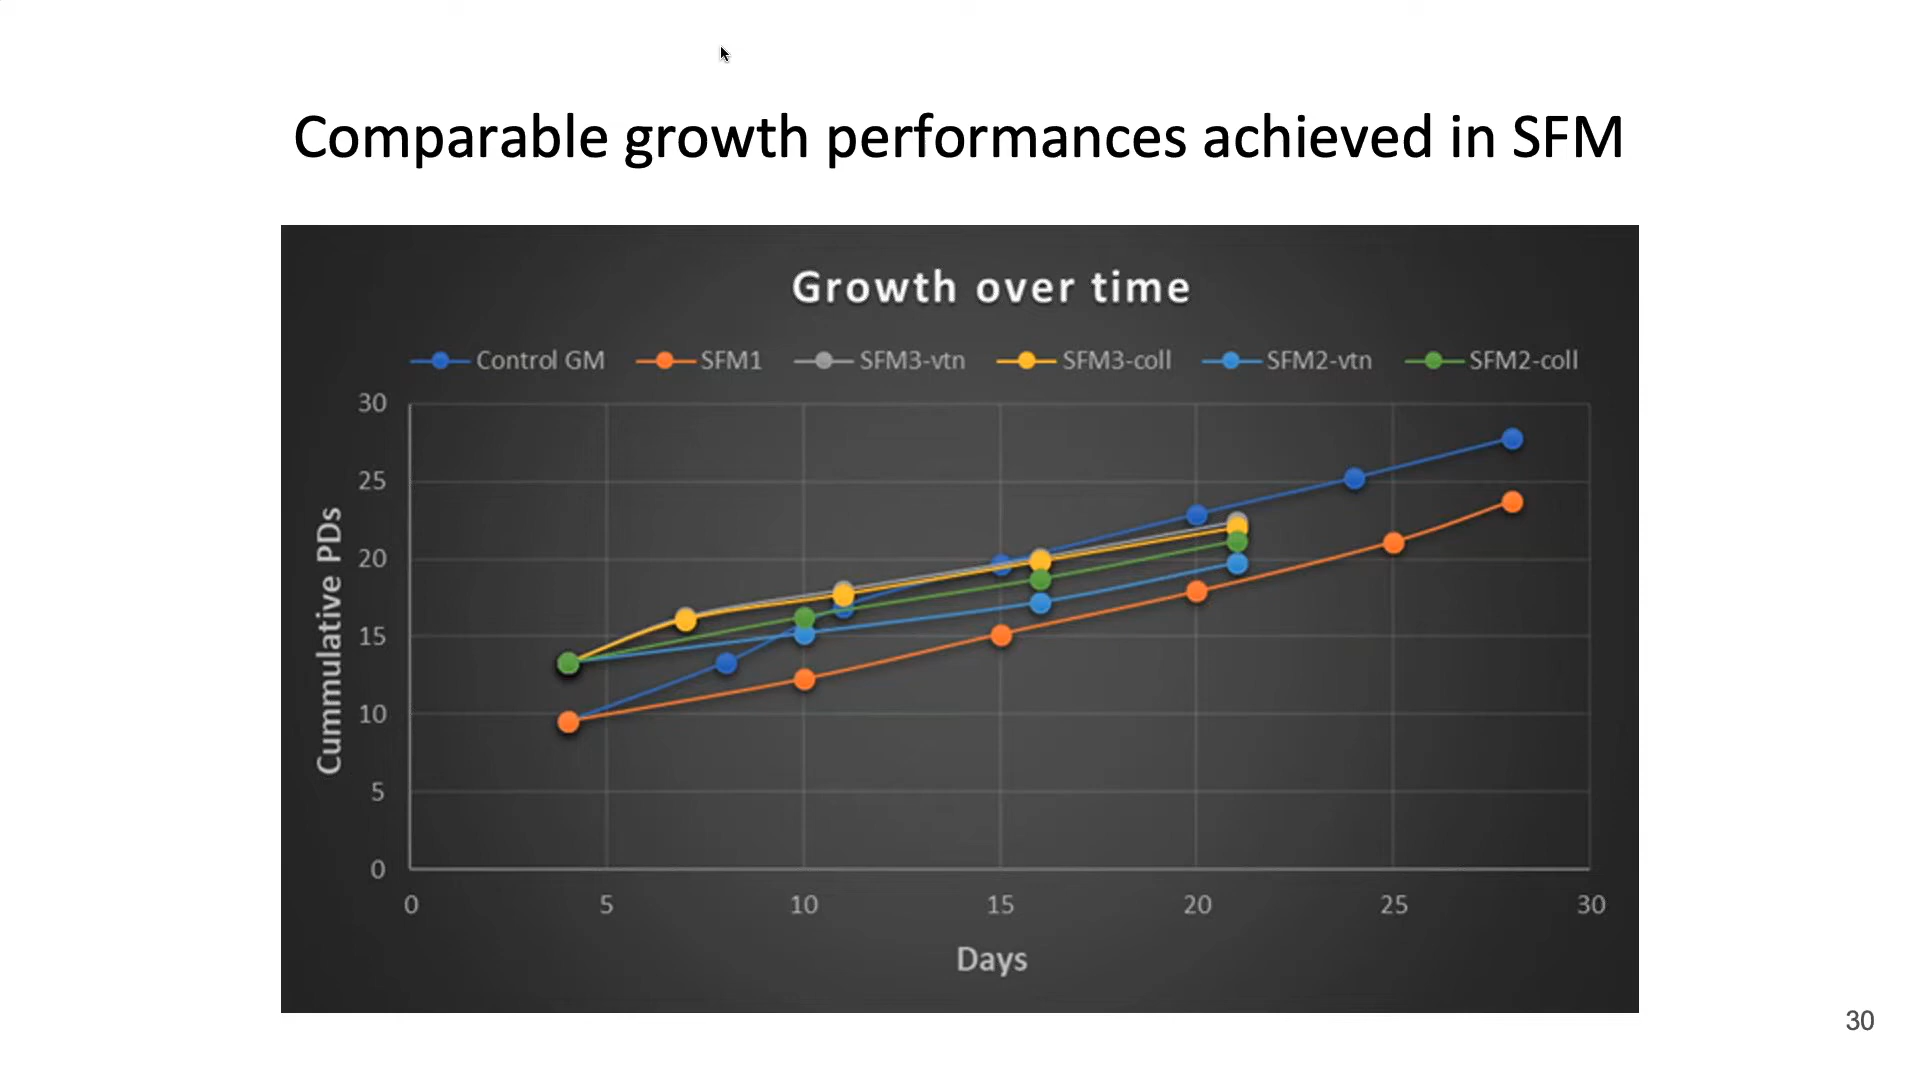 Comparable growth performances achieved in SFM
Growth over time
Control GM SFM1 SFM3-vtn SFM3-coll SFM2-vtn SFM2-coll
30
25
20
15
10
5
0
Cummulative PDs
0 5 10 15 20 25 30
Days
30